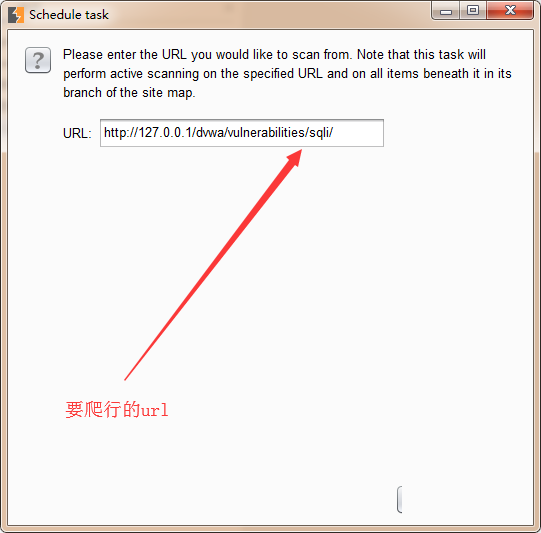 Schedule task
Please enter the URL you would like to scan from. Note that this task will
perform active scanning on the specified URL and on all items beneath it in its
branch of the site map.
URL: http://127.0.0.1/dvwa/vulnerabilities/sqli/
要爬行的url